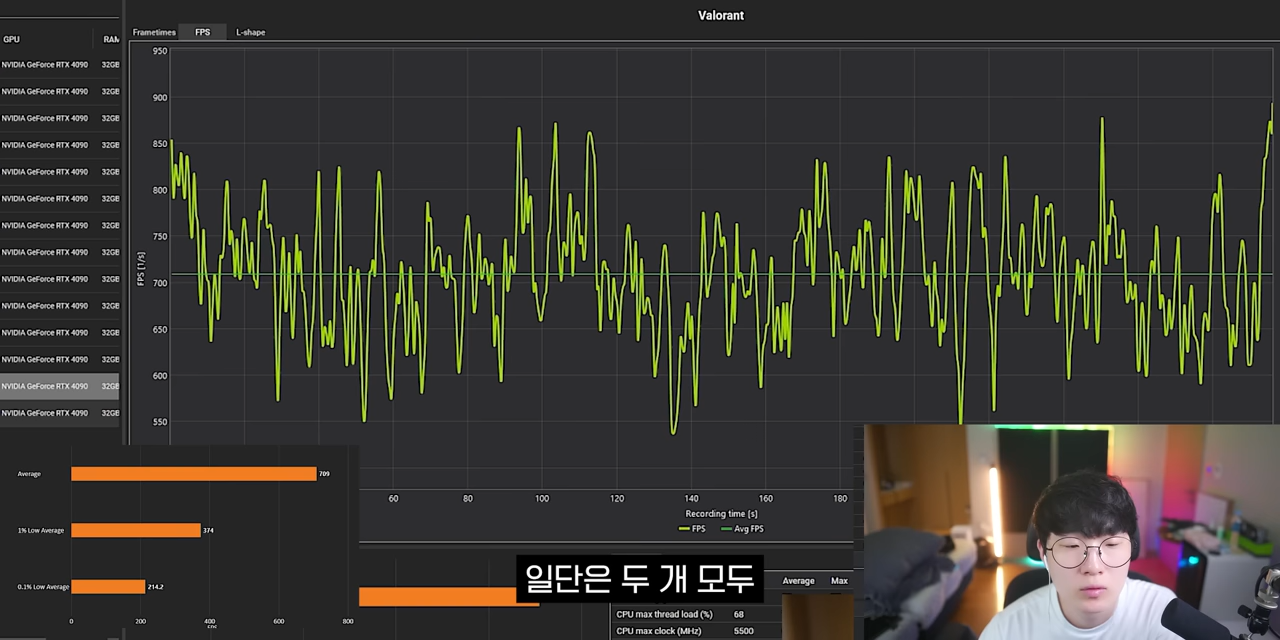 Valorant
GPU RAM
Frametimes FPS L-shape
NVIDIA GeForce RTX 4090 32GB
NVIDIA GeForce RTX 4090 32GB
NVIDIA GeForce RTX 4090 32GB
NVIDIA GeForce RTX 4090 32GB
NVIDIA GeForce RTX 4090 32GB
NVIDIA GeForce RTX 4090 32GB
NVIDIA GeForce RTX 4090 32GB
NVIDIA GeForce RTX 4090 32GB
NVIDIA GeForce RTX 4090 32GB
NVIDIA GeForce RTX 4090 32GB
NVIDIA GeForce RTX 4090 32GB
NVIDIA GeForce RTX 4090 32GB
NVIDIA GeForce RTX 4090 32GB
NVIDIA GeForce RTX 4090 32GB
950
900
850
800
750
700
650
600
550
FPS [1/s]
60 80 100 120 140 160 180
Recording time [s]
FPS Avg FPS
Average 709
1% Low Average 374
0.1% Low Average 214.2
0 200 400 600 800
FPS
일단은 두 개 모두
Average Max
CPU max thread load (%) 68
CPU max clock (MHz) 5500